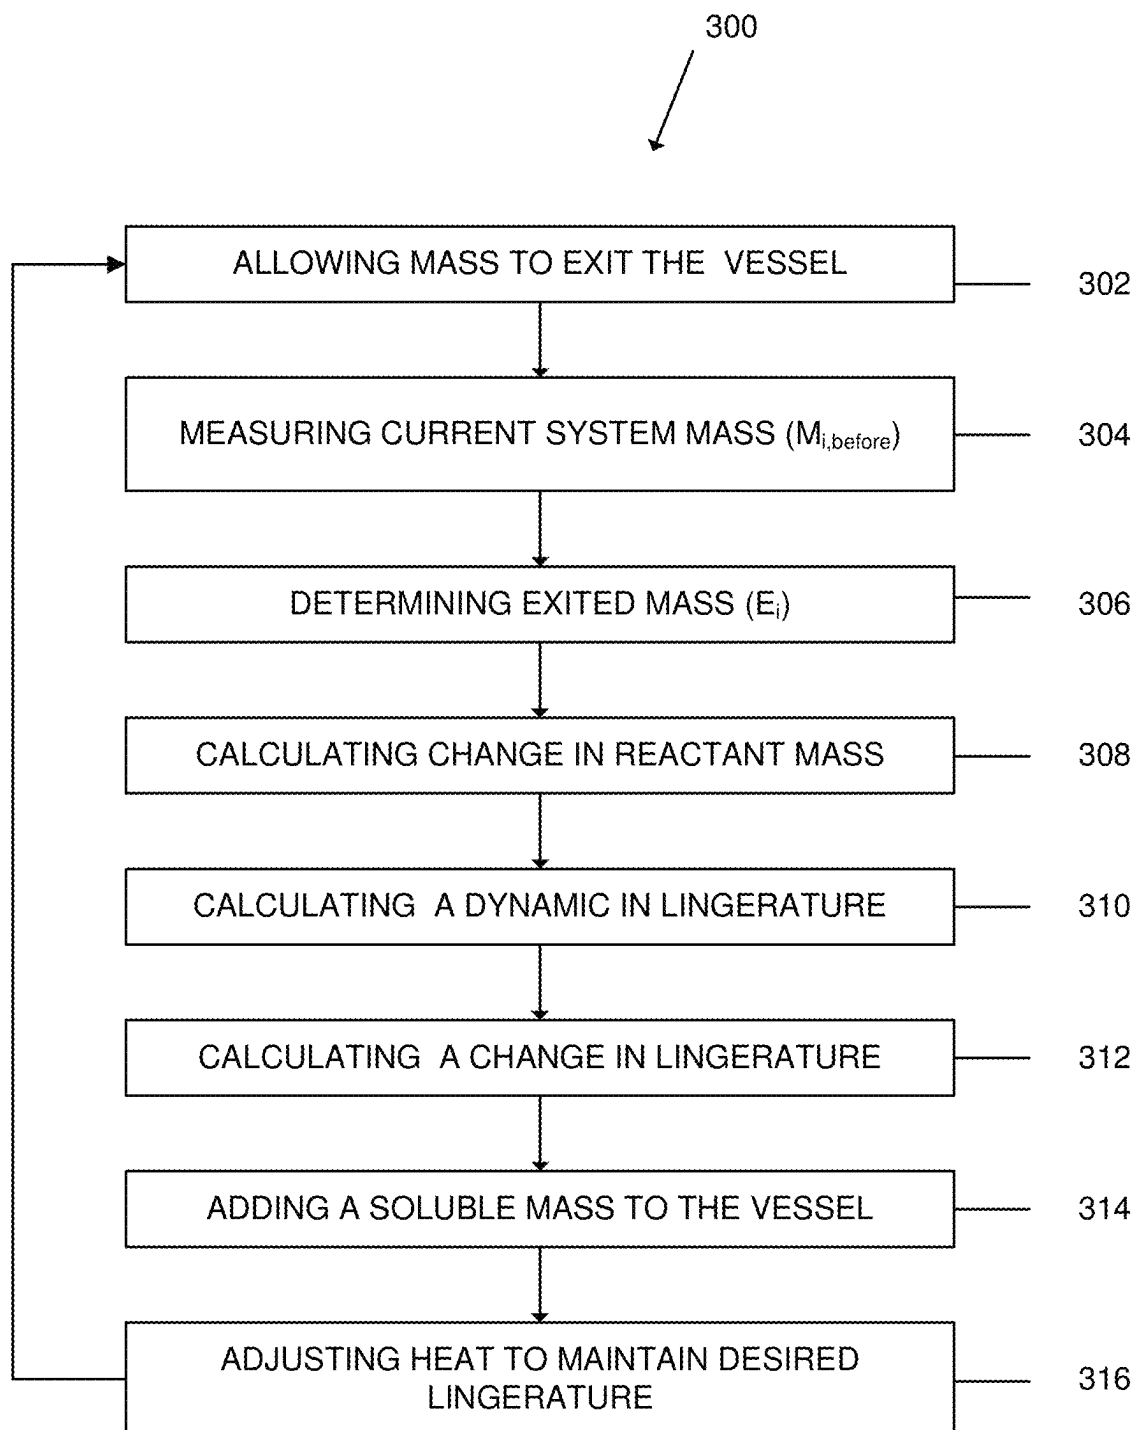 300
ALLOWING MASS TO EXIT THE VESSEL
302
MEASURING CURRENT SYSTEM MASS (Mi,before)
304
DETERMINING EXITED MASS (Ei)
306
CALCULATING CHANGE IN REACTANT MASS
308
CALCULATING A DYNAMIC IN LINGERATURE
310
CALCULATING A CHANGE IN LINGERATURE
312
ADDING A SOLUBLE MASS TO THE VESSEL
314
ADJUSTING HEAT TO MAINTAIN DESIRED
LINGERATURE
316